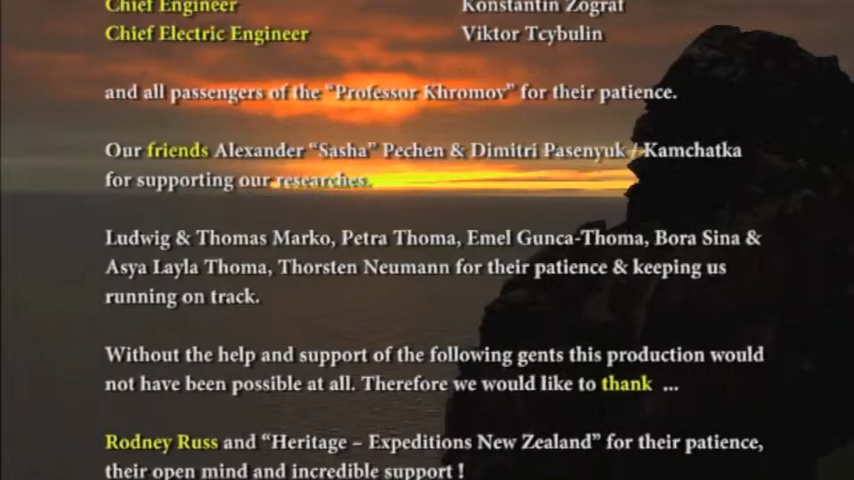 Chief Engineer Konstantin Zograf
Chief Electric Engineer Viktor Tcybulin
and all passengers of the “Professor Khromov” for their patience.
Our friends Alexander “Sasha” Pechen & Dimitri Pasenyuk / Kamchatka
for supporting our researches.
Ludwig & Thomas Marko, Petra Thoma, Emel Gunca-Thoma, Bora Sina &
Asya Layla Thoma, Thorsten Neumann for their patience & keeping us
running on track.
Without the help and support of the following gents this production would
not have been possible at all. Therefore we would like to thank ...
Rodney Russ and “Heritage – Expeditions New Zealand” for their patience,
their open mind and incredible support !